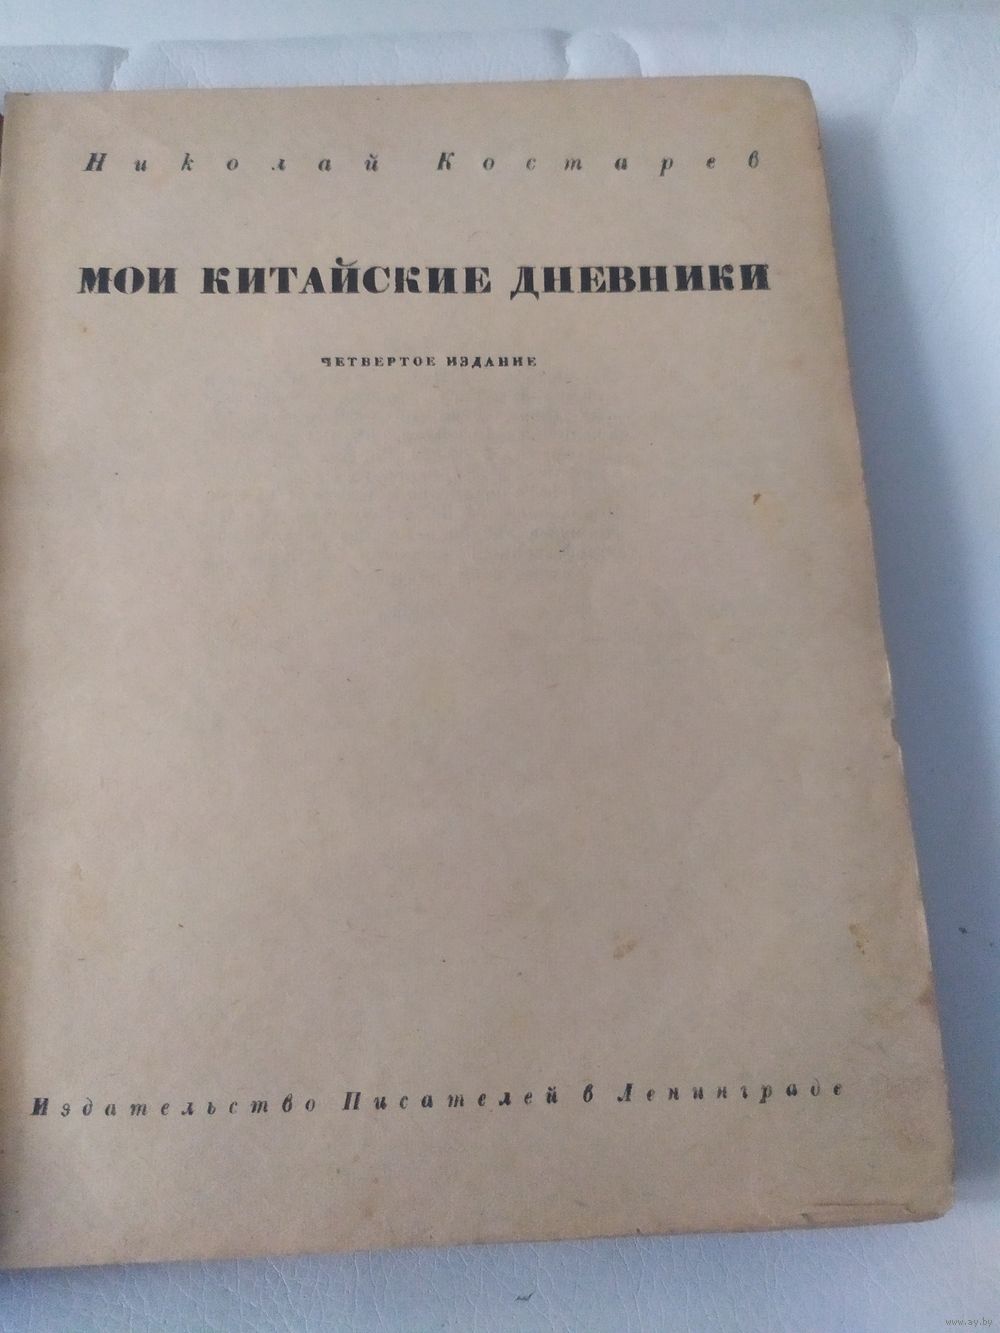 Николай Костарев
МОИ КИТАЙСКИЕ ДНЕВНИКИ
ЧЕТВЕРТОЕ ИЗДАНИЕ
Издательство Писателей в Ленинграде
www.ay.by